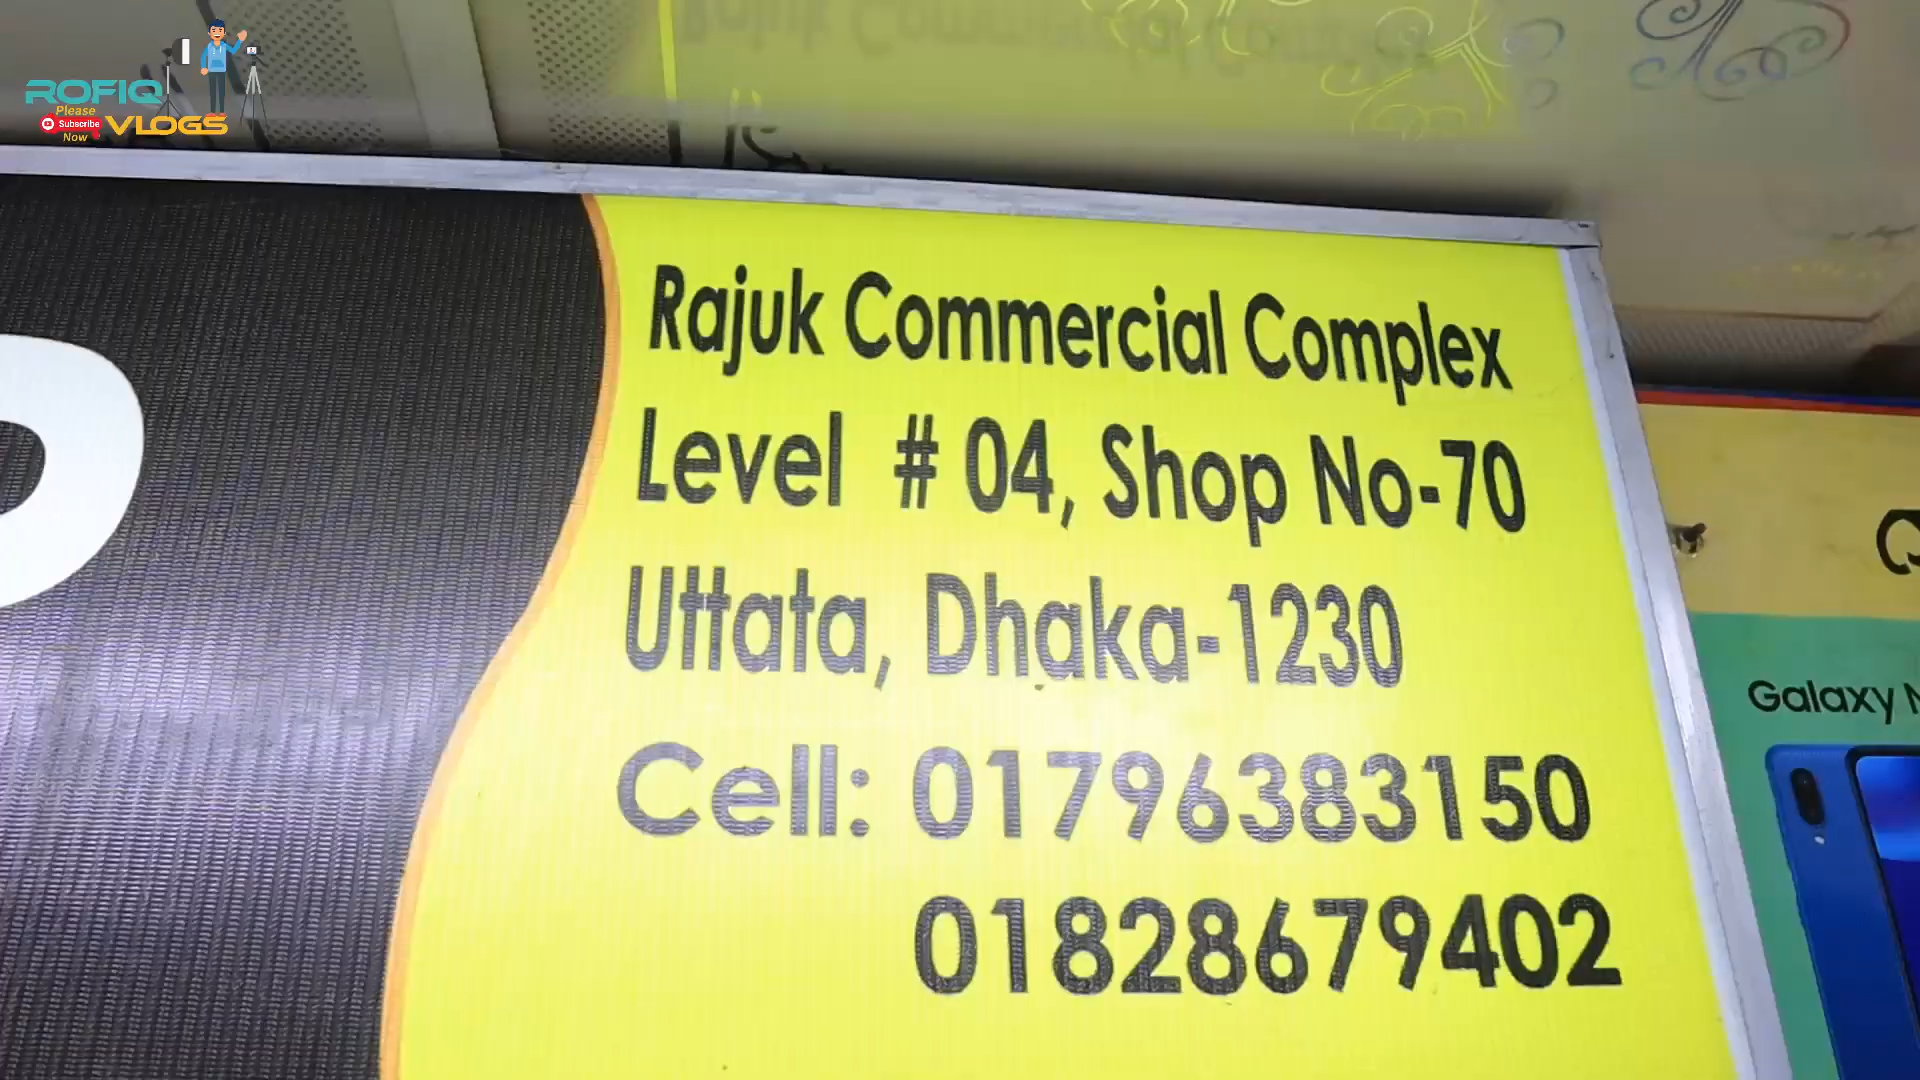 ROFIQ
Please
Subscribe
Now
VLOGS
Rajuk Commercial Complex
Level # 04, Shop No-70
Uttata, Dhaka-1230
Cell: 01796383150
01828679402
Galaxy